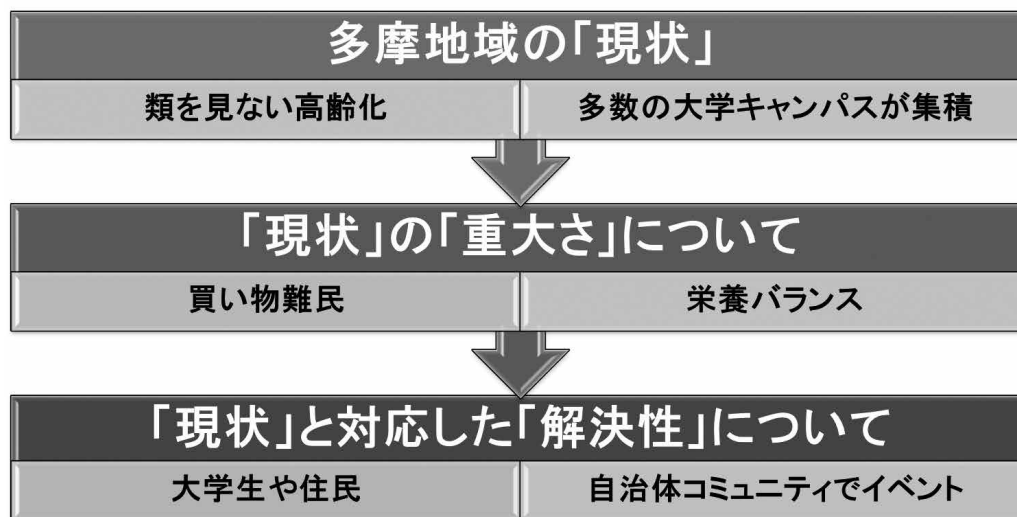 多摩地域の「現状」
類を見ない高齢化
多数の大学キャンパスが集積
「現状」の「重大さ」について
買い物難民
栄養バランス
「現状」と対応した「解決性」について
大学生や住民
自治体コミュニティでイベント